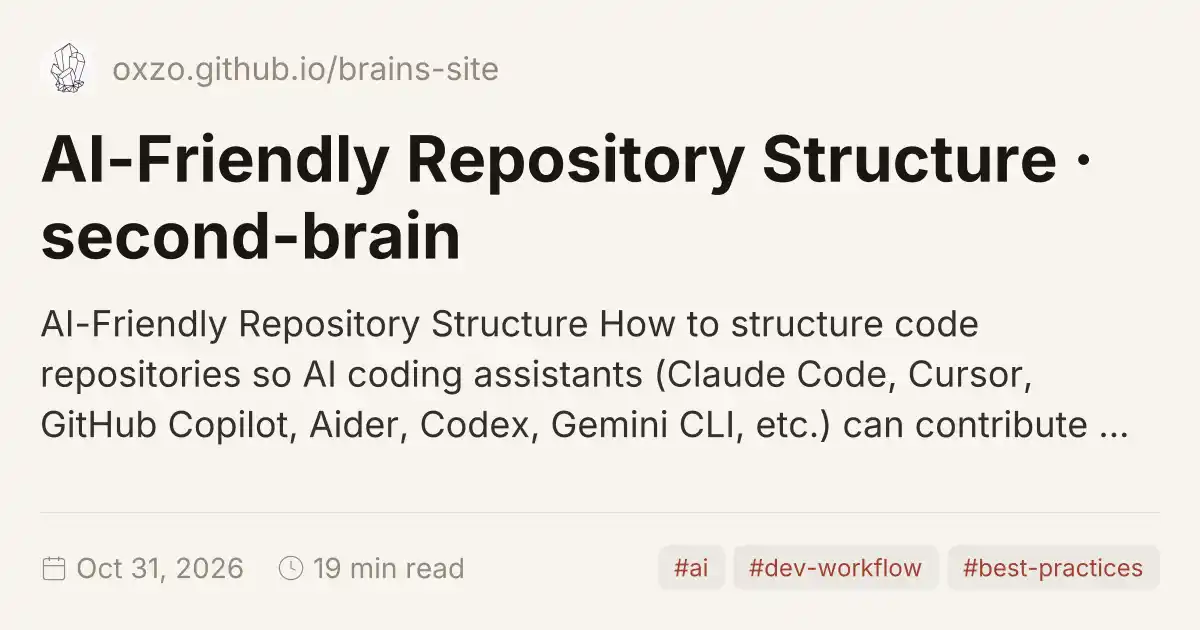 oxzo.github.io/brains-site
AI-Friendly Repository Structure ·
second-brain
AI-Friendly Repository Structure How to structure code
repositories so AI coding assistants (Claude Code, Cursor,
GitHub Copilot, Aider, Codex, Gemini CLI, etc.) can contribute ...
Oct 31, 2026 19 min read #ai #dev-workflow #best-practices